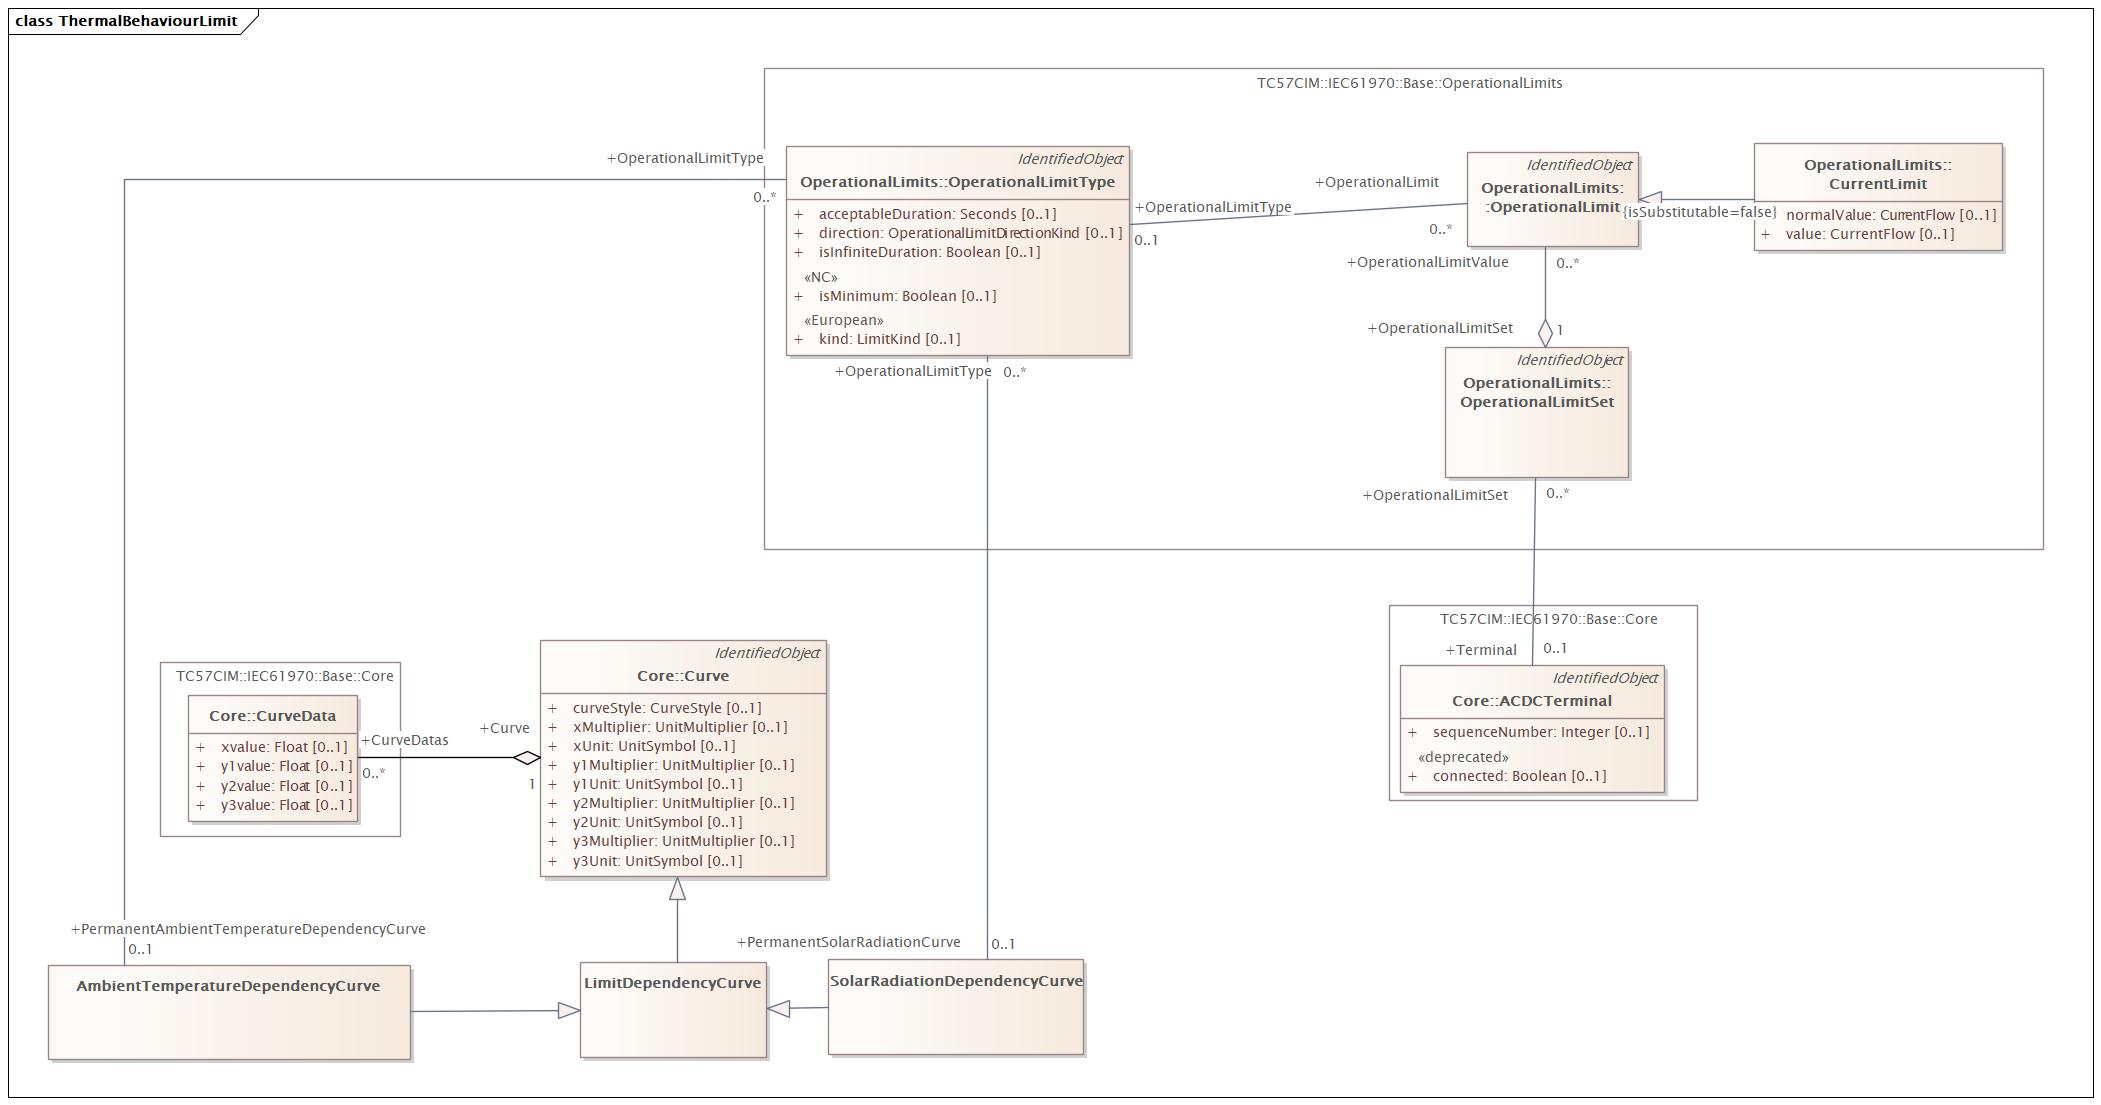 class ThermalBehaviourLimit
TC57CIM::IEC61970::Base::OperationalLimits
+OperationalLimitType
0..*
IdentifiedObject
OperationalLimits::OperationalLimitType
+ acceptableDuration: Seconds [0..1]
+ direction: OperationalLimitDirectionKind [0..1]
+ isInfiniteDuration: Boolean [0..1]
«NC»
+ isMinimum: Boolean [0..1]
«European»
+ kind: LimitKind [0..1]
+OperationalLimitType
0..1
+OperationalLimit
0..*
IdentifiedObject
OperationalLimits:
:OperationalLimit
{isSubstitutable=false}
OperationalLimits::
CurrentLimit
normalValue: CurrentFlow [0..1]
+ value: CurrentFlow [0..1]
+OperationalLimitValue
0..*
+OperationalLimitSet
1
IdentifiedObject
OperationalLimits::
OperationalLimitSet
+OperationalLimitType
0..*
+OperationalLimitSet
0..*
TC57CIM::IEC61970::Base::Core
+Terminal
0..1
IdentifiedObject
Core::ACDCTerminal
+ sequenceNumber: Integer [0..1]
«deprecated»
+ connected: Boolean [0..1]
TC57CIM::IEC61970::Base::Core
Core::CurveData
+ xvalue: Float [0..1]
+ y1value: Float [0..1]
+ y2value: Float [0..1]
+ y3value: Float [0..1]
+CurveDatas
0..*
+Curve
1
IdentifiedObject
Core::Curve
+ curveStyle: CurveStyle [0..1]
+ xMultiplier: UnitMultiplier [0..1]
+ xUnit: UnitSymbol [0..1]
+ y1Multiplier: UnitMultiplier [0..1]
+ y1Unit: UnitSymbol [0..1]
+ y2Multiplier: UnitMultiplier [0..1]
+ y2Unit: UnitSymbol [0..1]
+ y3Multiplier: UnitMultiplier [0..1]
+ y3Unit: UnitSymbol [0..1]
+PermanentAmbientTemperatureDependencyCurve
0..1
+PermanentSolarRadiationCurve
0..1
AmbientTemperatureDependencyCurve
LimitDependencyCurve
SolarRadiationDependencyCurve